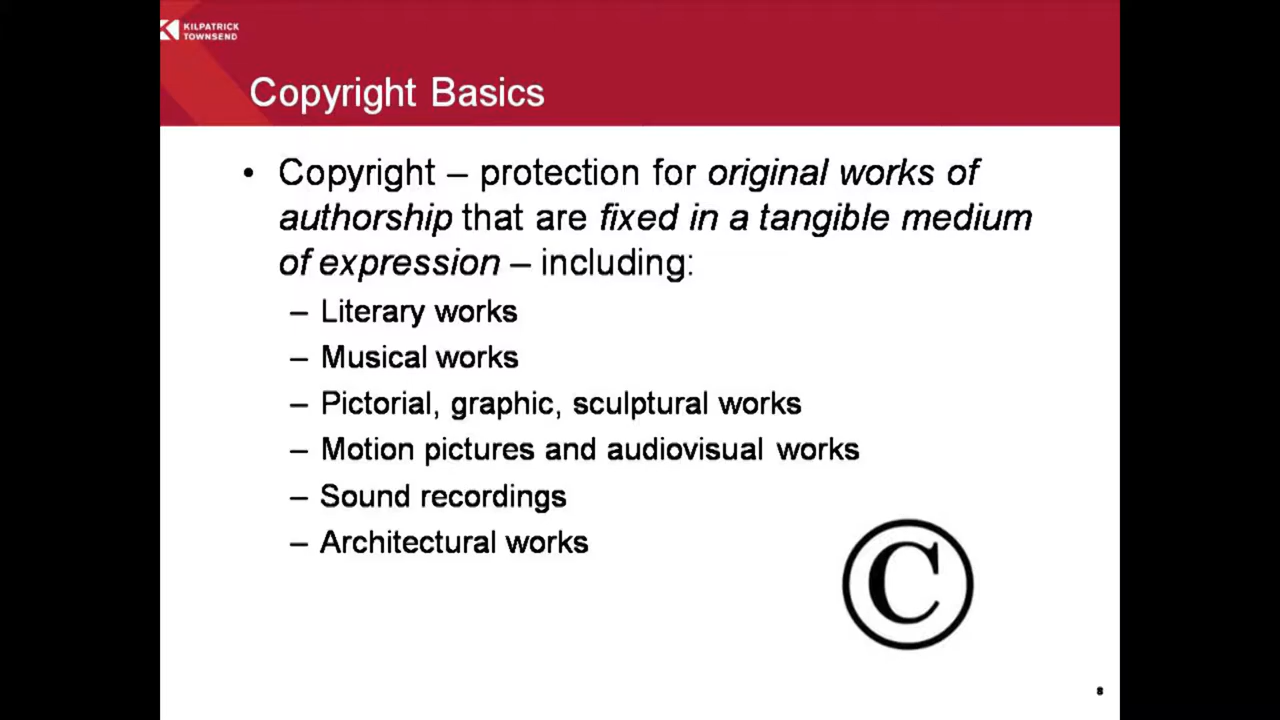 KILPATRICK
TOWNSEND
Copyright Basics
• Copyright – protection for original works of
authorship that are fixed in a tangible medium
of expression – including:
– Literary works
– Musical works
– Pictorial, graphic, sculptural works
– Motion pictures and audiovisual works
– Sound recordings
– Architectural works
©
8